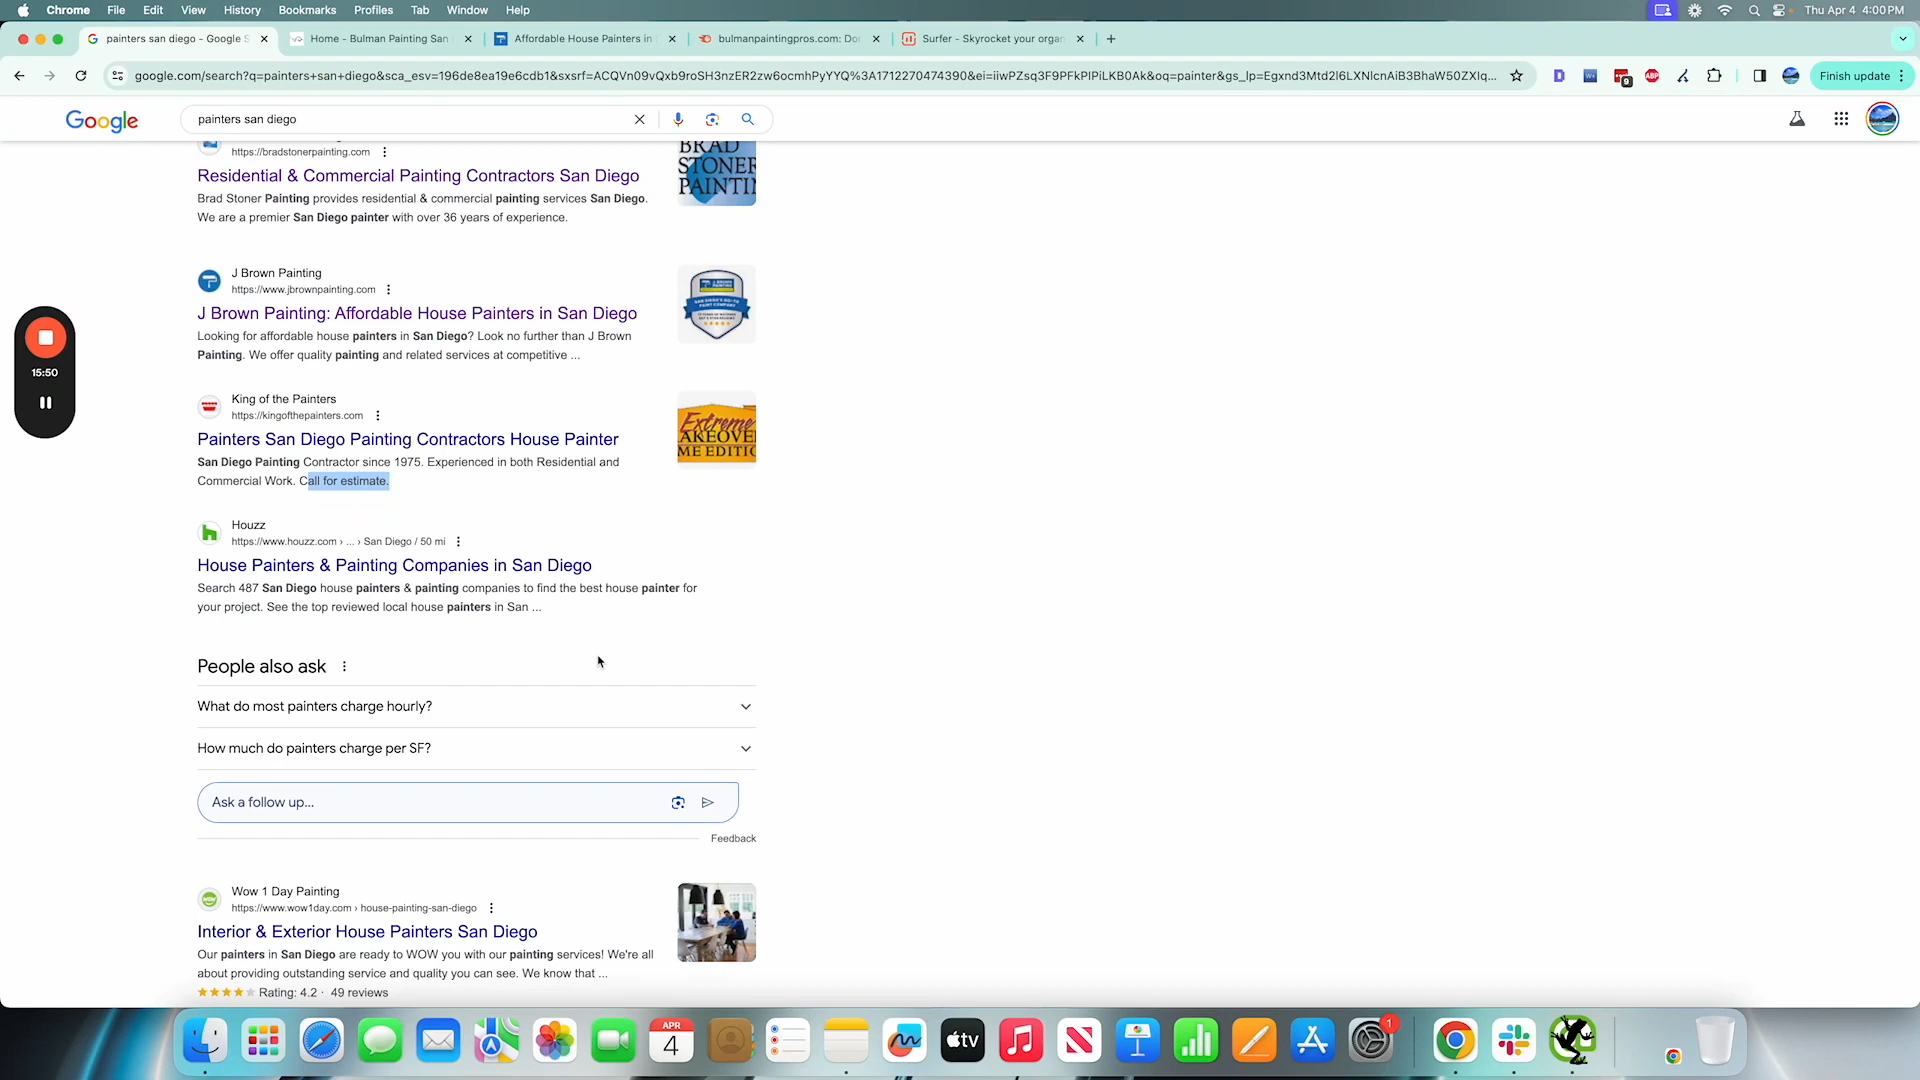 Chrome File Edit View History Bookmarks Profiles Tab Window Help
Thu Apr 4 4:00 PM
painters san diego - Google S
Home - Bulman Painting San
Affordable House Painters in
bulmanpaintingpros.com: Do
Surfer - Skyrocket your organ
google.com/search?q=painters+san+diego&sca_esv=196de8ea19e6cdb1&sxsrf=ACQVn09vQxb9roSH3nzER2zw6ocmhPyYYQ%3A1712270474390&ei=iiwPZsq3F9PFkPIPiLKB0Ak&oq=painter&gs_lp=Egxnd3Mtd2l6LXNlcnAiB3BhaW50ZXIq...
9
ABP
Finish update
Google
painters san diego
https://bradstonerpainting.com
BRAD
STONER
PAINTI
Residential & Commercial Painting Contractors San Diego
Brad Stoner Painting provides residential & commercial painting services San Diego.
We are a premier San Diego painter with over 36 years of experience.
J Brown Painting
https://www.jbrownpainting.com
J Brown Painting: Affordable House Painters in San Diego
Looking for affordable house painters in San Diego? Look no further than J Brown
Painting. We offer quality painting and related services at competitive ...
15:50
King of the Painters
https://kingofthepainters.com
Extreme
AKEOVE
ME EDITI
Painters San Diego Painting Contractors House Painter
San Diego Painting Contractor since 1975. Experienced in both Residential and
Commercial Work. Call for estimate.
Houzz
https://www.houzz.com › ... › San Diego / 50 mi
House Painters & Painting Companies in San Diego
Search 487 San Diego house painters & painting companies to find the best house painter for
your project. See the top reviewed local house painters in San ...
People also ask
What do most painters charge hourly?
How much do painters charge per SF?
Ask a follow up...
Feedback
Wow 1 Day Painting
https://www.wow1day.com › house-painting-san-diego
Interior & Exterior House Painters San Diego
Our painters in San Diego are ready to WOW you with our painting services! We're all
about providing outstanding service and quality you can see. We know that ...
Rating: 4.2 · 49 reviews
APR
4
tv
1